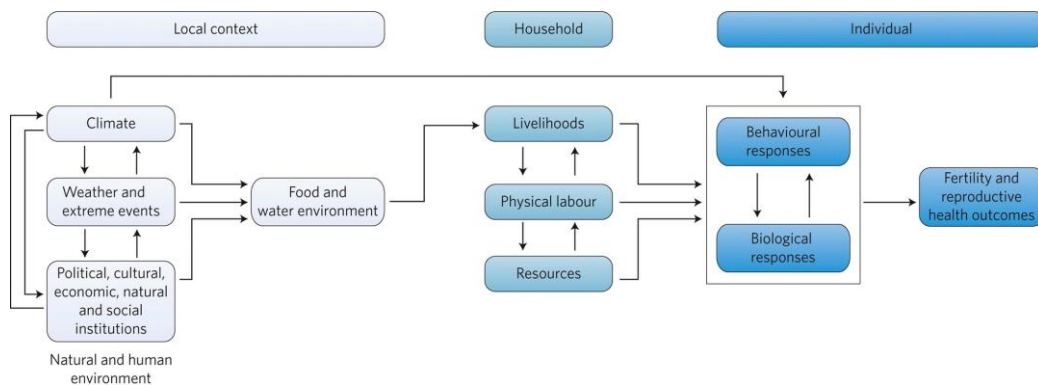 Local context
Household
Individual
Climate
Weather and
extreme events
Political, cultural,
economic, natural
and social
institutions
Natural and human
environment
Food and
water environment
Livelihoods
Physical labour
Resources
Behavioural
responses
Biological
responses
Fertility and
reproductive
health outcomes